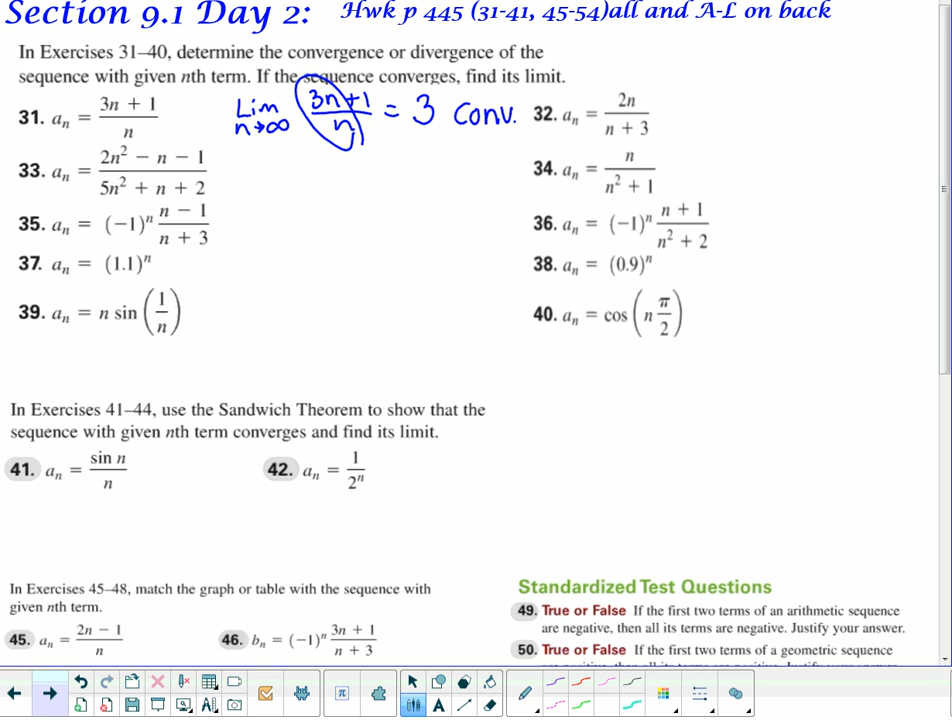 Section 9.1 Day 2: Hwk p 445 (31-41, 45-54)all and A-L on back
In Exercises 31–40, determine the convergence or divergence of the
sequence with given nth term. If the sequence converges, find its limit.
31. aₙ = (3n + 1)/n Lim n→∞ (3n+1)/n = 3 Conv. 32. aₙ = 2n/(n + 3)
33. aₙ = (2n² − n − 1)/(5n² + n + 2) 34. aₙ = n/(n² + 1)
35. aₙ = (−1)ⁿ (n − 1)/(n + 3) 36. aₙ = (−1)ⁿ (n + 1)/(n² + 2)
37. aₙ = (1.1)ⁿ 38. aₙ = (0.9)ⁿ
39. aₙ = n sin (1/n) 40. aₙ = cos (n π/2)
In Exercises 41–44, use the Sandwich Theorem to show that the
sequence with given nth term converges and find its limit.
41. aₙ = sin n/n 42. aₙ = 1/2ⁿ
In Exercises 45–48, match the graph or table with the sequence with
given nth term.
45. aₙ = (2n − 1)/n 46. bₙ = (−1)ⁿ (3n + 1)/(n + 3)
Standardized Test Questions
49. True or False If the first two terms of an arithmetic sequence
are negative, then all its terms are negative. Justify your answer.
50. True or False If the first two terms of a geometric sequence